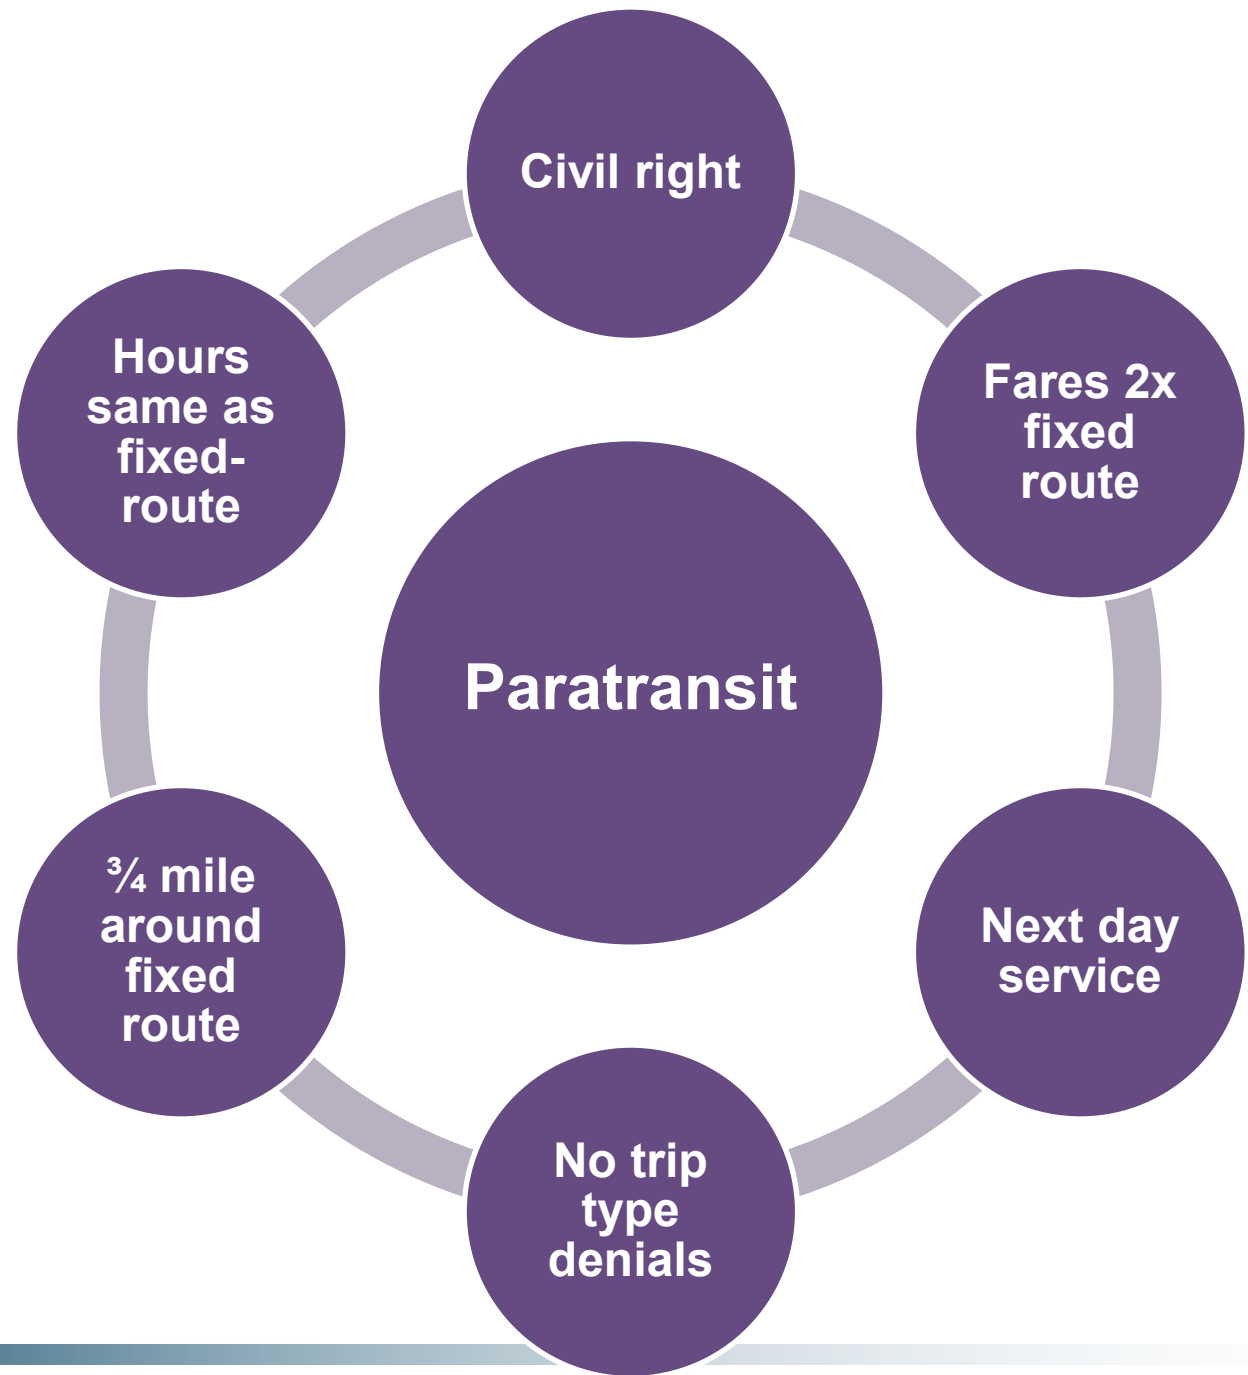 Civil right
Fares 2x
fixed
route
Next day
service
No trip
type
denials
¾ mile
around
fixed
route
Hours
same as
fixed-
route
Paratransit